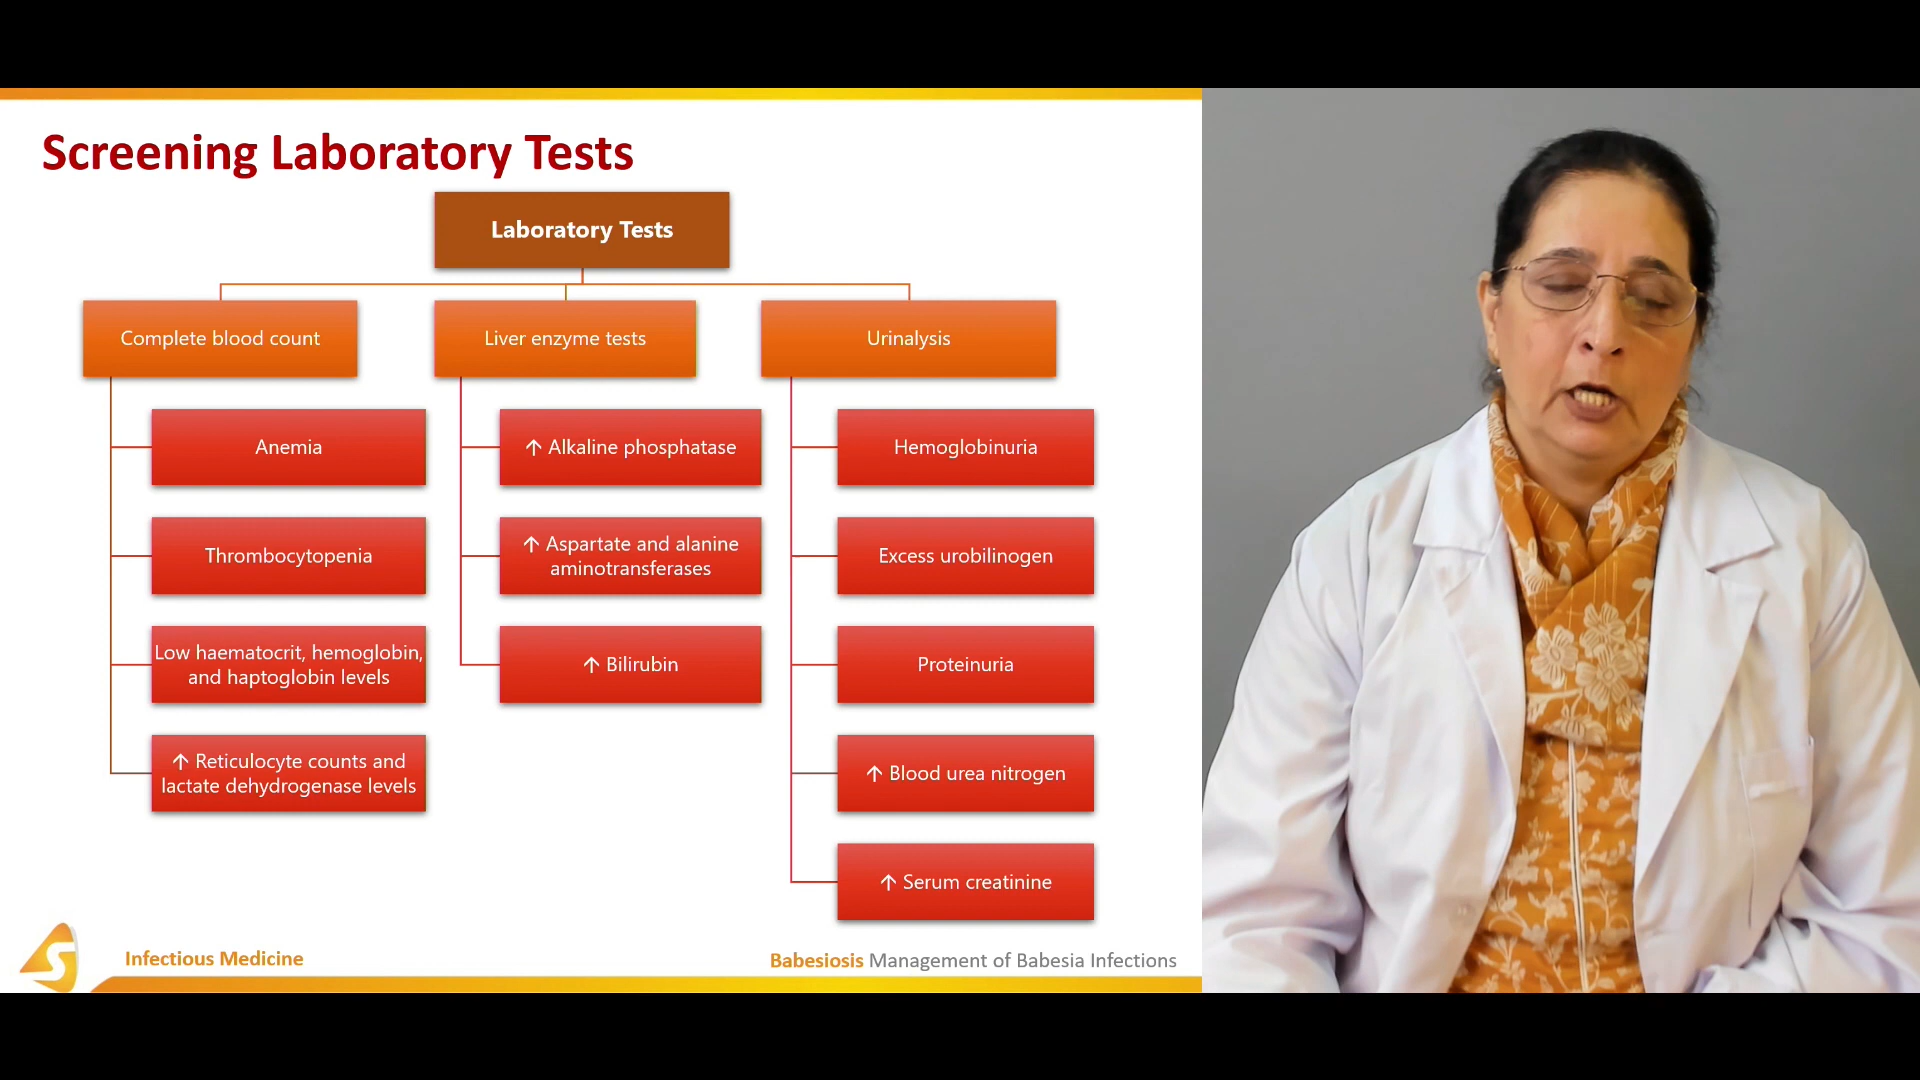 Screening Laboratory Tests
Laboratory Tests
Complete blood count
Anemia
Thrombocytopenia
Low haematocrit, hemoglobin,
and haptoglobin levels
↑ Reticulocyte counts and
lactate dehydrogenase levels
Liver enzyme tests
↑ Alkaline phosphatase
↑ Aspartate and alanine
aminotransferases
↑ Bilirubin
Urinalysis
Hemoglobinuria
Excess urobilinogen
Proteinuria
↑ Blood urea nitrogen
↑ Serum creatinine
S
Infectious Medicine
Babesiosis Management of Babesia Infections